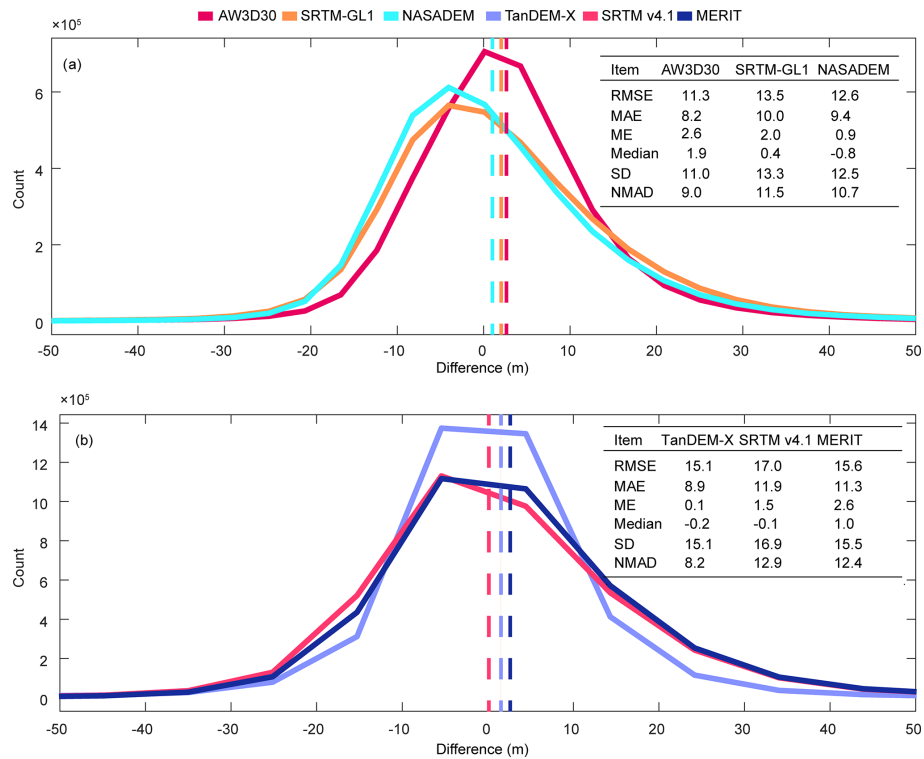 AW3D30 SRTM-GL1 NASADEM TanDEM-X SRTM v4.1 MERIT
×10⁵
(a)
Item AW3D30 SRTM-GL1 NASADEM
RMSE 11.3 13.5 12.6
MAE 8.2 10.0 9.4
ME 2.6 2.0 0.9
Median 1.9 0.4 -0.8
SD 11.0 13.3 12.5
NMAD 9.0 11.5 10.7
6
4
2
0
Count
-50 -40 -30 -20 -10 0 10 20 30 40 50
Difference (m)
×10⁵
(b)
Item TanDEM-X SRTM v4.1 MERIT
RMSE 15.1 17.0 15.6
MAE 8.9 11.9 11.3
ME 0.1 1.5 2.6
Median -0.2 -0.1 1.0
SD 15.1 16.9 15.5
NMAD 8.2 12.9 12.4
14
12
10
8
6
4
2
0
Count
-50 -40 -30 -20 -10 0 10 20 30 40 50
Difference (m)